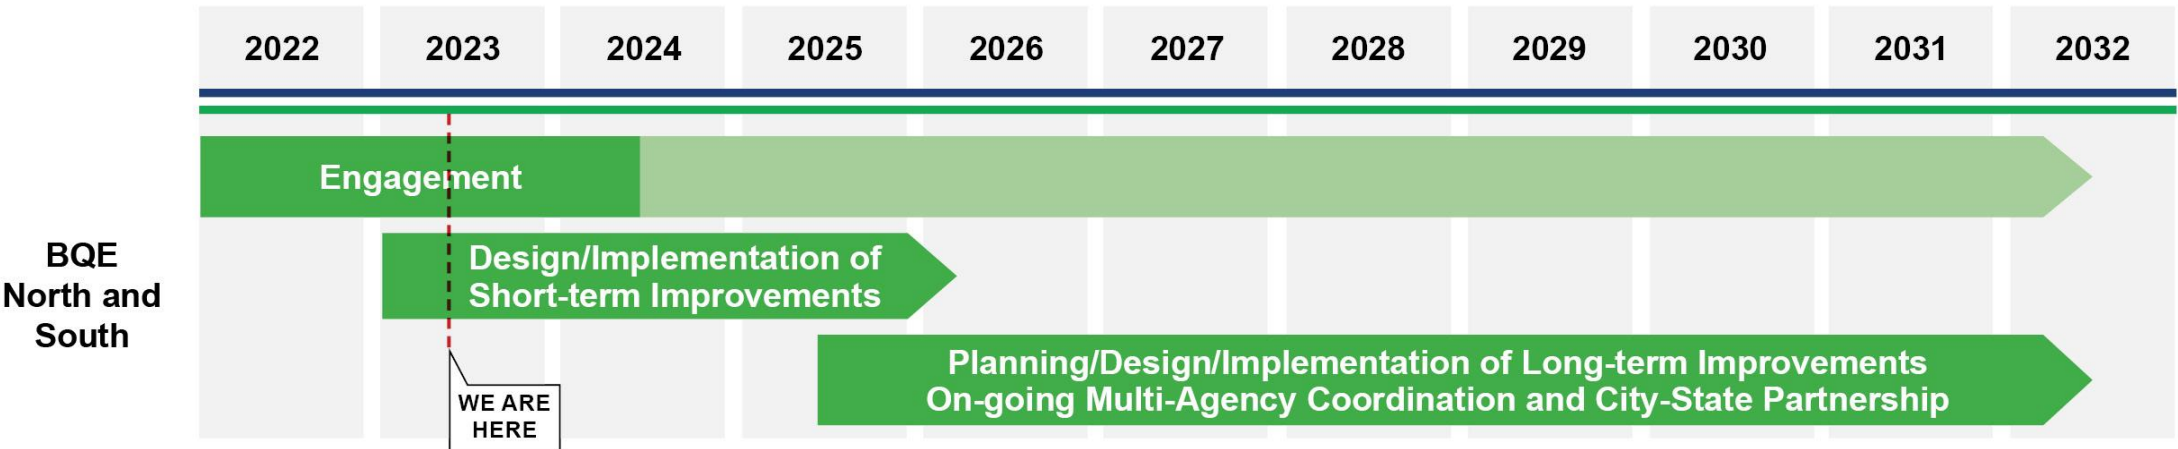 2022 2023 2024 2025 2026 2027 2028 2029 2030 2031 2032
Engagement
BQE
North and
South
Design/Implementation of
Short-term Improvements
Planning/Design/Implementation of Long-term Improvements
On-going Multi-Agency Coordination and City-State Partnership
WE ARE
HERE